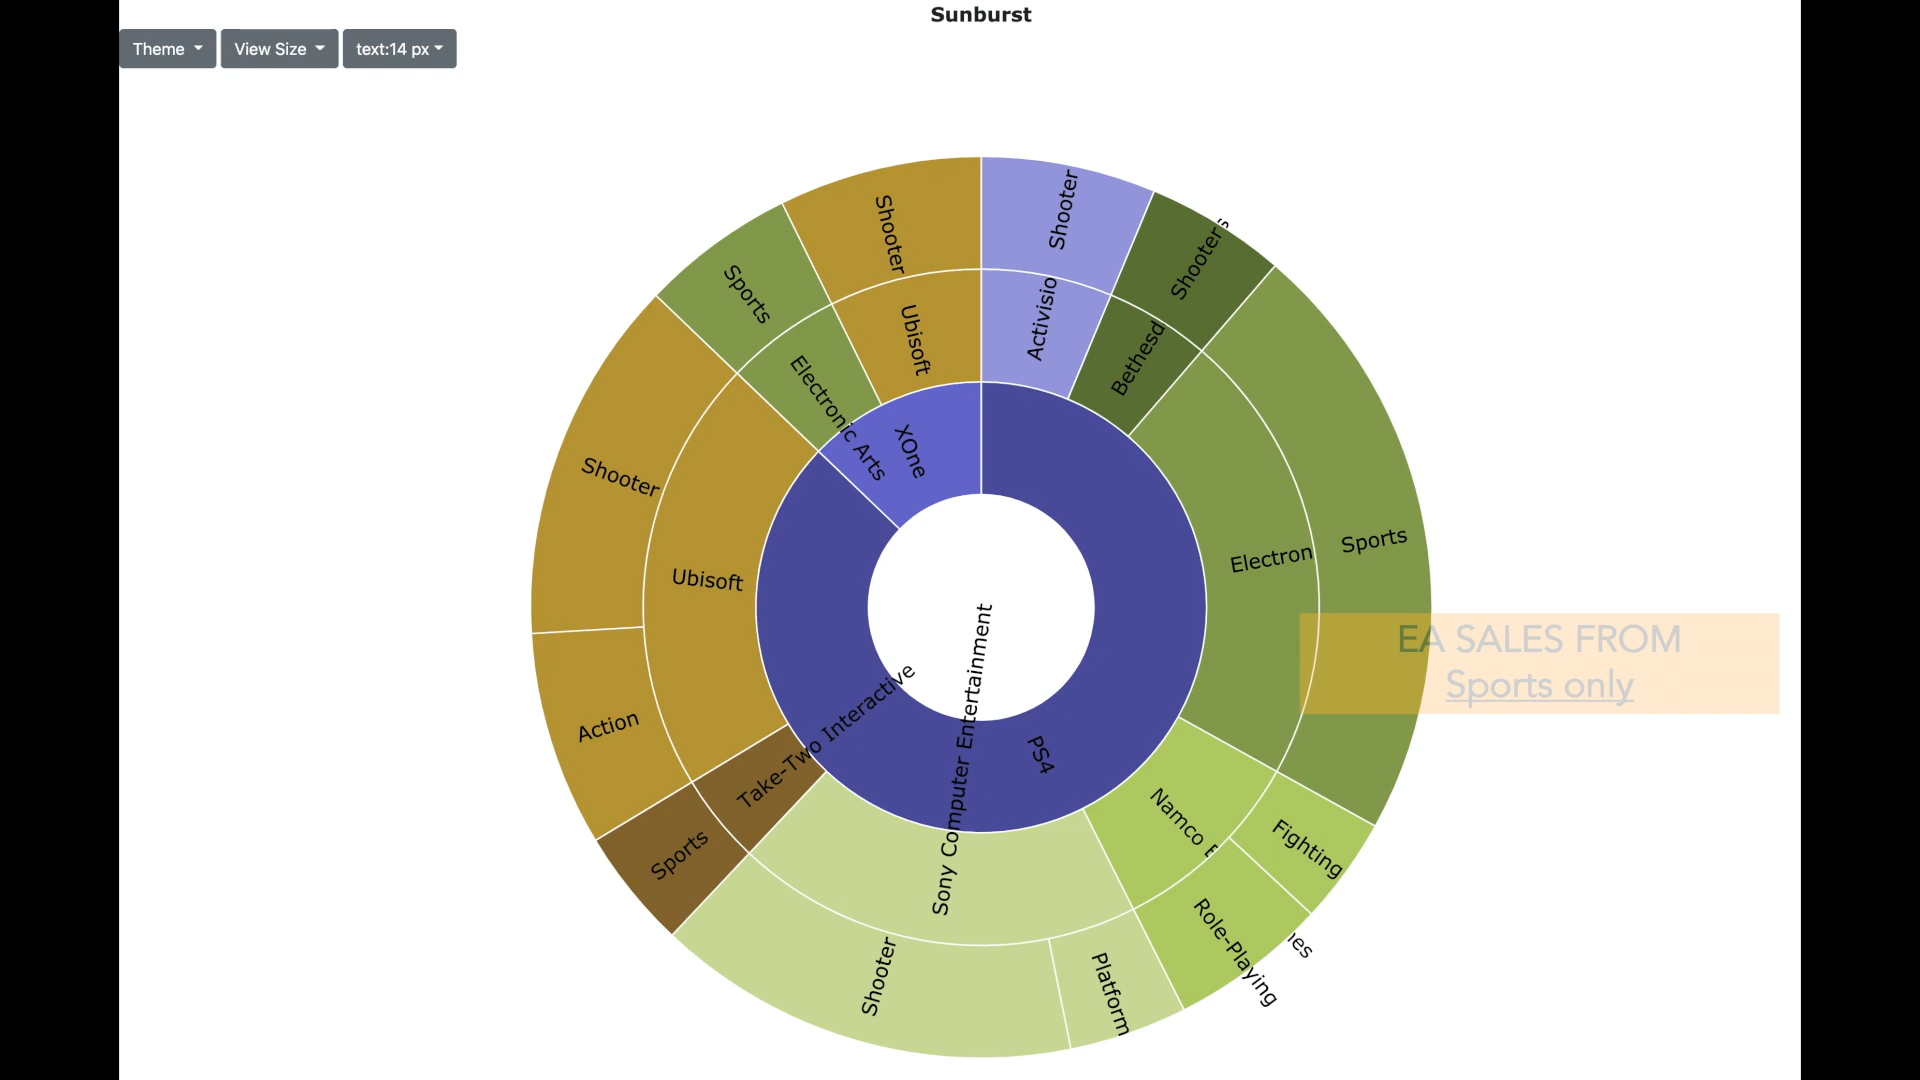 Sunburst
Theme
View Size
text:14 px
Shooter
Shooter
Shooter
Sports
Activisio
Bethesd
Ubisoft
Electronic Arts
XOne
Shooter
Sports
Electron
Ubisoft
EA SALES FROM
Sports only
Action
Take-Two Interactive
Sony Computer Entertainment
PS4
Namco
Fighting
Sports
Role-Playing
Shooter
Platform